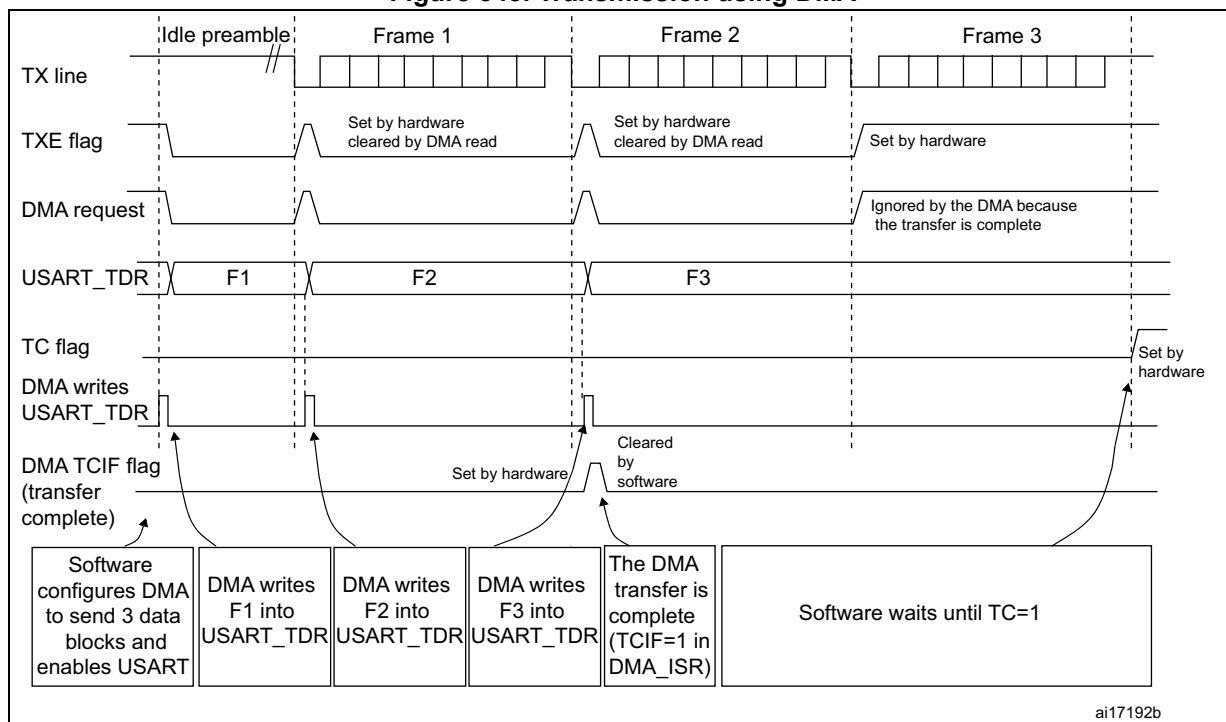 Idle preamble
Frame 1
Frame 2
Frame 3
TX line
TXE flag
Set by hardware
cleared by DMA read
Set by hardware
cleared by DMA read
Set by hardware
DMA request
Ignored by the DMA because
the transfer is complete
USART_TDR
F1
F2
F3
TC flag
Set by
hardware
DMA writes
USART_TDR
DMA TCIF flag
(transfer
complete)
Set by hardware
Cleared
by
software
Software
configures DMA
to send 3 data
blocks and
enables USART
DMA writes
F1 into
USART_TDR
DMA writes
F2 into
USART_TDR
DMA writes
F3 into
USART_TDR
The DMA
transfer is
complete
(TCIF=1 in
DMA_ISR)
Software waits until TC=1
ai17192b